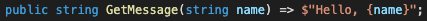 public string GetMessage(string name) => $"Hello, {name}";